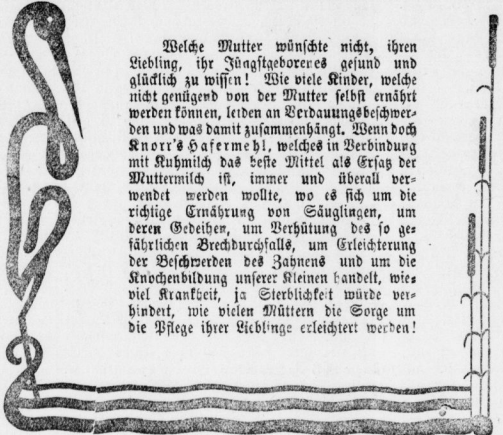 Welche Mutter wünschte nicht, ihren
Liebling, ihr Jüngstgeborenes gesund und
glücklich zu wissen! Wie viele Kinder, welche
nicht genügend von der Mutter selbst ernährt
werden können, leiden an Verdauungsbeschwer-
den und was damit zusammenhängt. Wenn doch
Knorr's Hafermehl, welches in Verbindung
mit Kuhmilch das beste Mittel als Ersatz der
Muttermilch ist, immer und überall ver-
wendet werden wollte, wo es sich um die
richtige Ernährung von Säuglingen, um
deren Gedeihen, um Verhütung des so ge-
fährlichen Brechdurchfalls, um Erleichterung
der Beschwerden des Zahnens und um die
Knochenbildung unserer Kleinen handelt, wie-
viel Krankheit, ja Sterblichkeit würde ver-
hindert, wie vielen Müttern die Sorge um
die Pflege ihrer Lieblinge erleichtert werden!